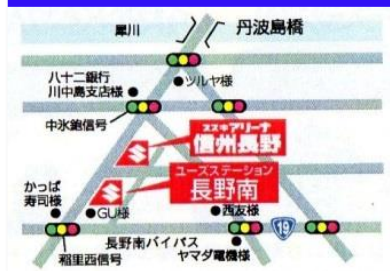 犀川
丹波島橋
八十二銀行
川中島支店様
ツルヤ様
中氷鉋信号
スズキアリーナ
信州長野
ユーズステーション
長野南
かっぱ
寿司様
GU様
西友様
19
長野南バイパス
ヤマダ電機様
稲里西信号